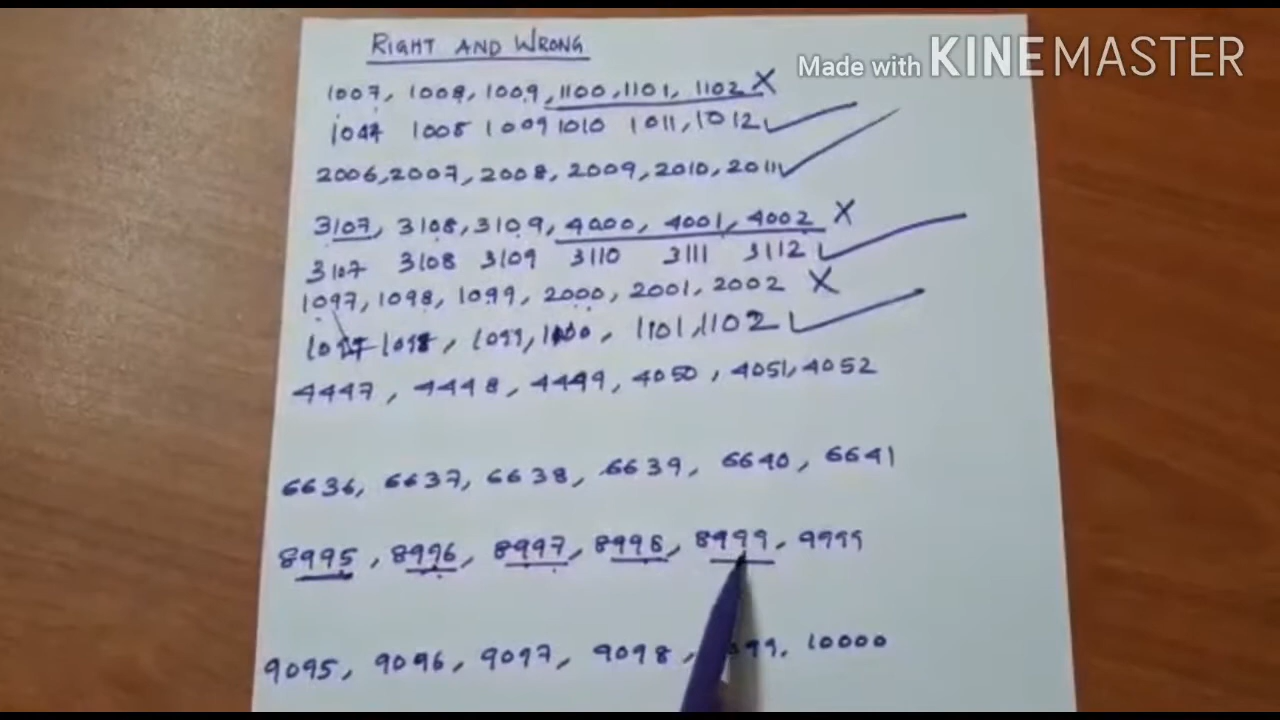 RIGHT AND WRONG
Made with KINEMASTER
1007, 1008, 1009, 1100, 1101, 1102 X
1007 1008 1009 1010 1011, 1012 ✓
2006, 2007, 2008, 2009, 2010, 2011 ✓
3107, 3108, 3109, 4000, 4001, 4002 X
3107 3108 3109 3110 3111 3112 ✓
1097, 1098, 1099, 2000, 2001, 2002 X
1097 1098, 1099, 1100, 1101, 1102 ✓
4447, 4448, 4449, 4050, 4051, 4052
6636, 6637, 6638, 6639, 6640, 6641
8995, 8996, 8997, 8998, 8999, 9999
9095, 9096, 9097, 9098, 10000